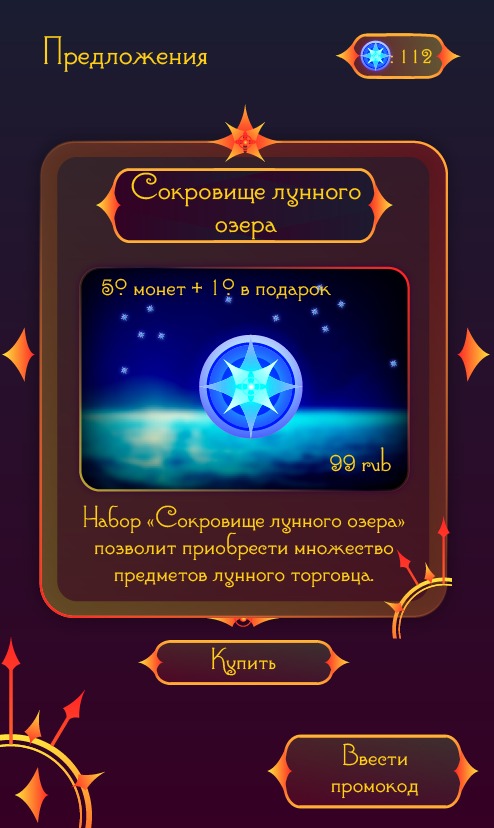 Предложения
: 112
Сокровище лунного
озера
50 монет + 10 в подарок
99 rub
Набор «Сокровище лунного озера»
позволит приобрести множество
предметов лунного торговца.
Купить
Ввести
промокод